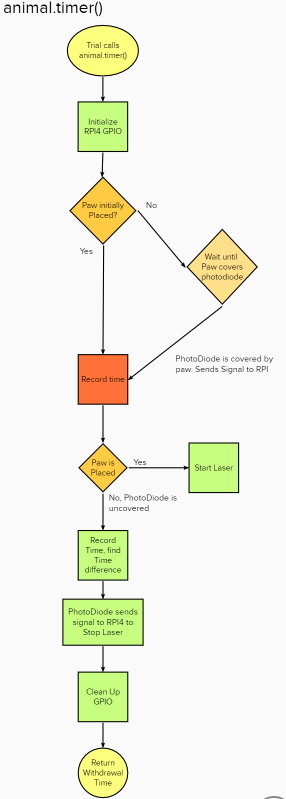 animal.timer()
Trial calls
animal.timer()
Initialize
RPI4 GPIO
Paw initially
Placed?
No
Yes
Wait until
Paw covers
photodiode
PhotoDiode is covered by
paw. Sends Signal to RPI
Record time
Paw is
Placed
Yes
Start Laser
No, PhotoDiode is
uncovered
Record
Time, find
Time
difference
PhotoDiode sends
signal to RPI4 to
Stop Laser
Clean Up
GPIO
Return
Withdrawal
Time